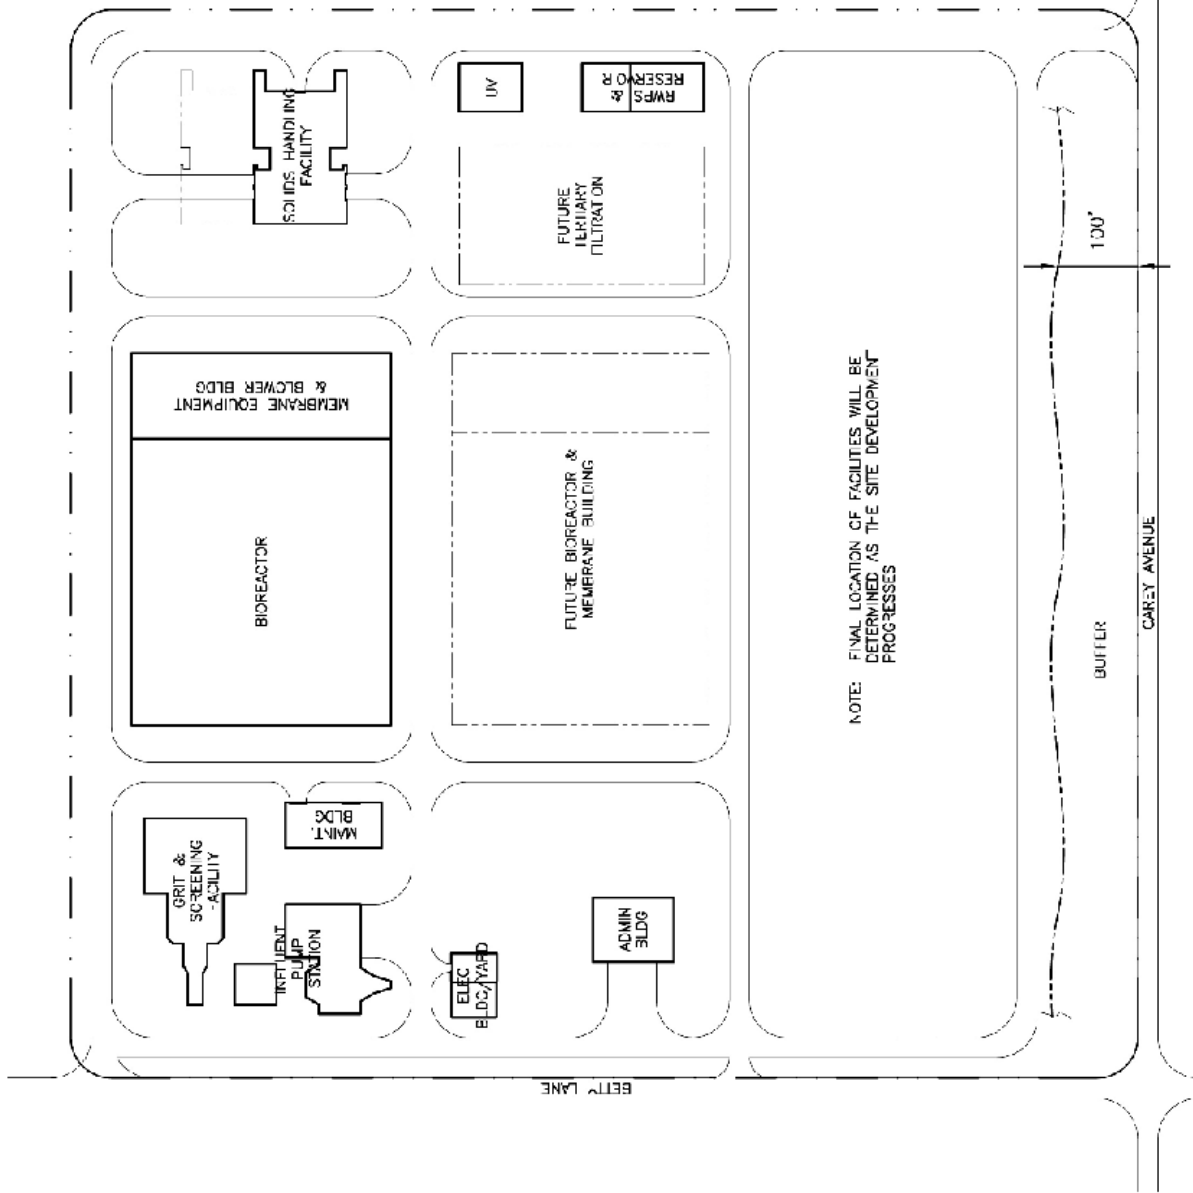 UV
RWPS &
RESERVOIR
SOLIDS HANDLING
FACILITY
FUTURE
TERTIARY
FILTRATION
100'
MEMBRANE EQUIPMENT
& BLOWER BLDG
BIOREACTOR
FUTURE BIOREACTOR &
MEMBRANE BUILDING
NOTE: FINAL LOCATION OF FACILITIES WILL BE
DETERMINED AS THE SITE DEVELOPMENT
PROGRESSES
BUFFER
CAREY AVENUE
MAINT.
BLDG
GRIT &
SCREENING
FACILITY
INFLUENT
PUMP
STATION
ELEC
BLDG/YARD
ADMIN
BLDG
LANE